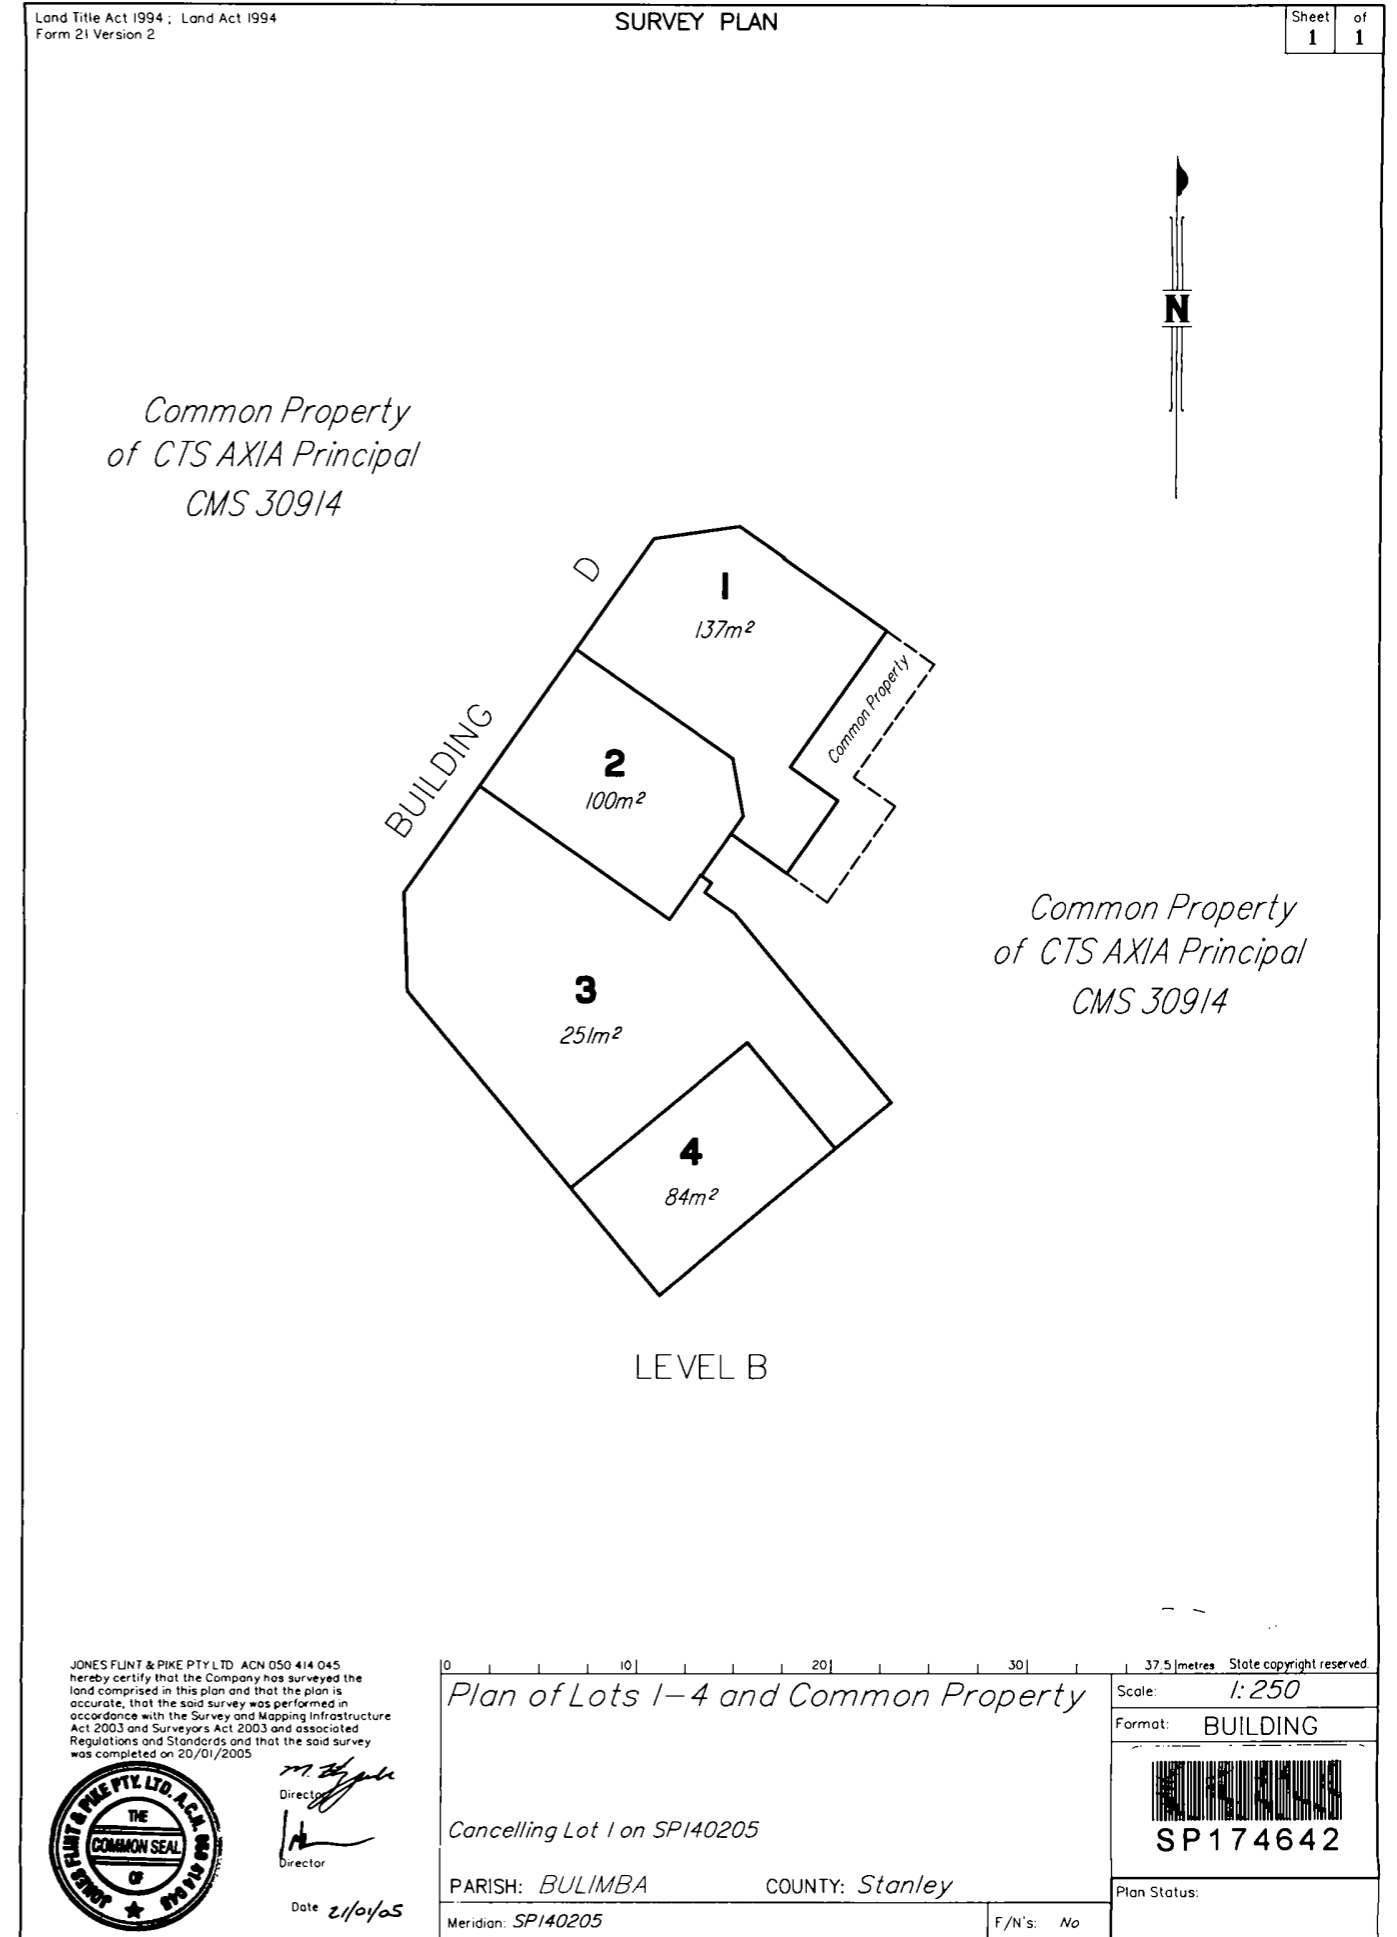 Land Title Act 1994 ; Land Act 1994
Form 21 Version 2
SURVEY PLAN
Sheet of
1 1
N
Common Property
of CTS AXIA Principal
CMS 30914
BUILDING D
1
137m²
Common Property
2
100m²
Common Property
of CTS AXIA Principal
CMS 30914
3
251m²
4
84m²
LEVEL B
JONES FLINT & PIKE PTY LTD ACN 050 414 045
hereby certify that the Company has surveyed the
land comprised in this plan and that the plan is
accurate, that the said survey was performed in
accordance with the Survey and Mapping Infrastructure
Act 2003 and Surveyors Act 2003 and associated
Regulations and Standards and that the said survey
was completed on 20/01/2005
Director
Director
Date 21/01/05
JONES FLINT & PIKE PTY. LTD. A.C.N. 050 414 045
THE
COMMON SEAL
OF
0 10 20 30 37.5 metres State copyright reserved.
Plan of Lots 1-4 and Common Property
Cancelling Lot 1 on SP140205
PARISH: BULIMBA COUNTY: Stanley
Meridian: SP140205 F/N's: No
Scale: 1:250
Format: BUILDING
SP174642
Plan Status: